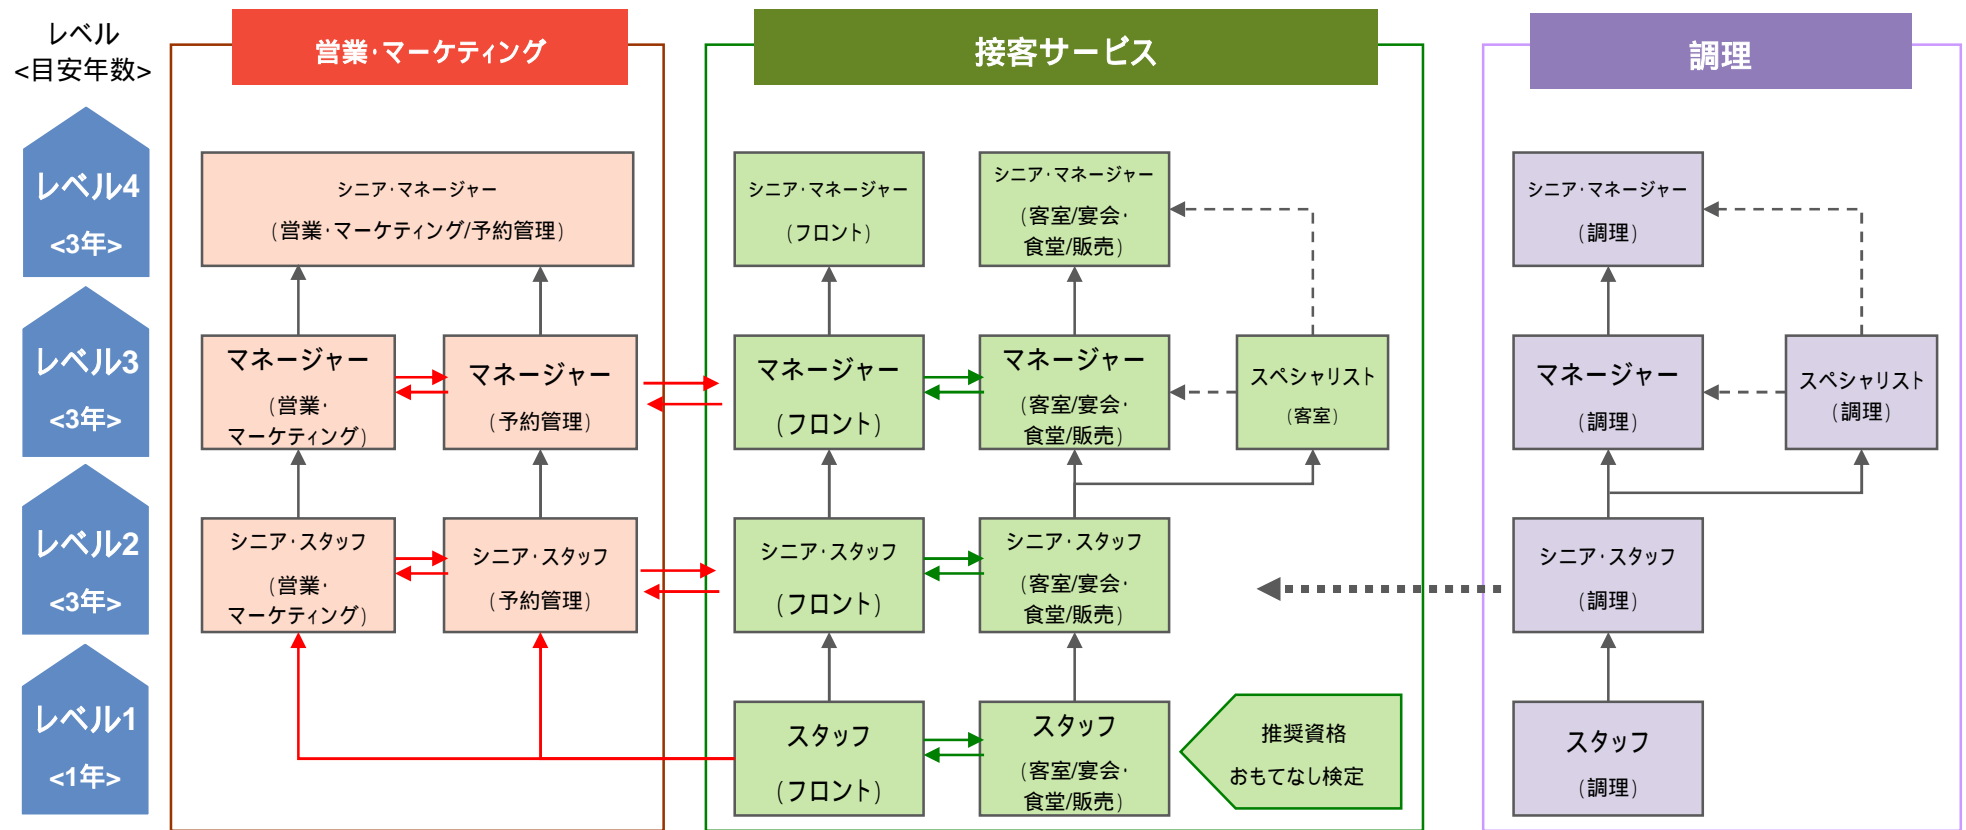 レベル
<目安年数>
営業・マーケティング
接客サービス
調理
レベル4
<3年>
シニア・マネージャー
(営業・マーケティング/予約管理)
シニア・マネージャー
(フロント)
シニア・マネージャー
(客室/宴会・
食堂/販売)
シニア・マネージャー
(調理)
レベル3
<3年>
マネージャー
(営業・
マーケティング)
マネージャー
(予約管理)
マネージャー
(フロント)
マネージャー
(客室/宴会・
食堂/販売)
スペシャリスト
(客室)
マネージャー
(調理)
スペシャリスト
(調理)
レベル2
<3年>
シニア・スタッフ
(営業・
マーケティング)
シニア・スタッフ
(予約管理)
シニア・スタッフ
(フロント)
シニア・スタッフ
(客室/宴会・
食堂/販売)
シニア・スタッフ
(調理)
レベル1
<1年>
スタッフ
(フロント)
スタッフ
(客室/宴会・
食堂/販売)
推奨資格
おもてなし検定
スタッフ
(調理)